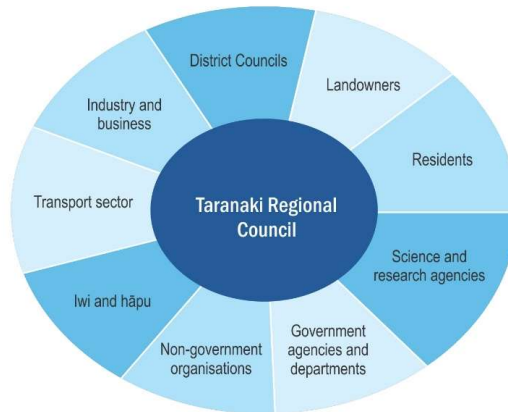 District Councils
Landowners
Residents
Science and
research agencies
Government
agencies and
departments
Non-government
organisations
Iwi and hāpu
Transport sector
Industry and
business
Taranaki Regional
Council